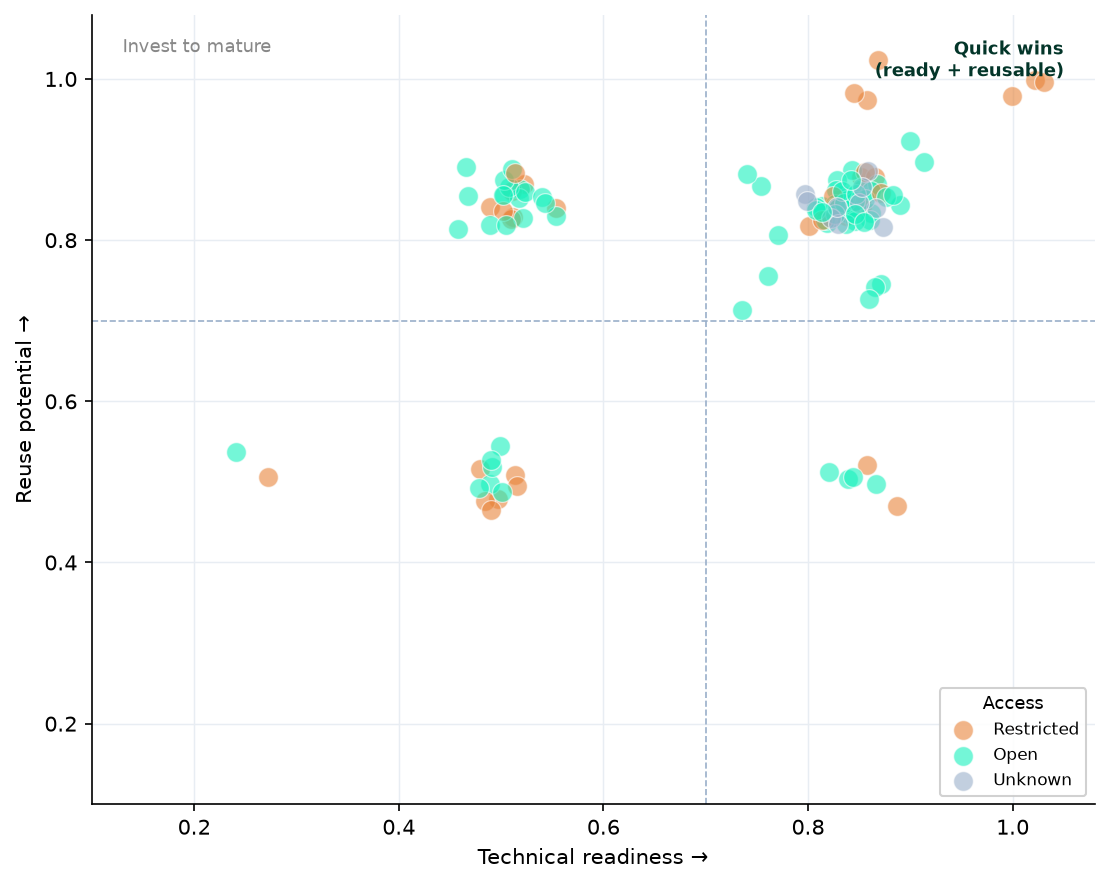 Invest to mature
Quick wins
(ready + reusable)
1.0
0.8
0.6
0.4
0.2
Reuse potential →
0.2
0.4
0.6
0.8
1.0
Technical readiness →
Access
Restricted
Open
Unknown